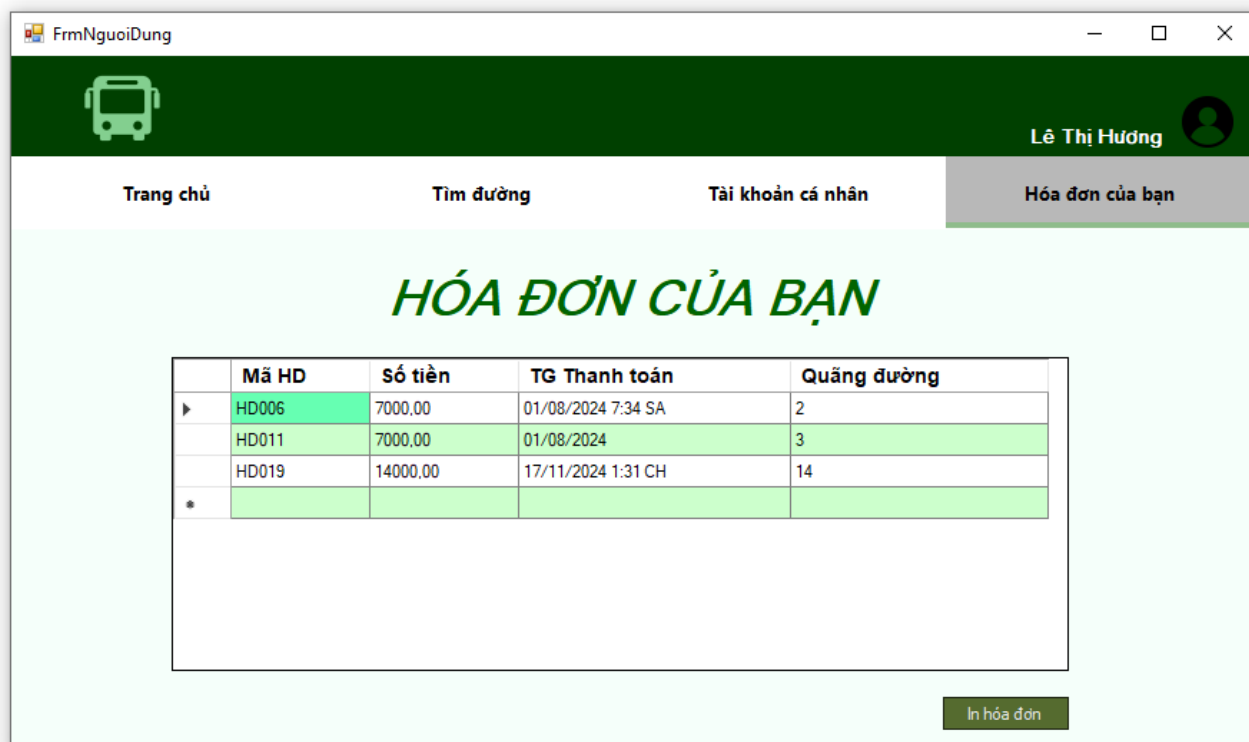 FrmNguoiDung
Lê Thị Hương
Trang chủ Tìm đường Tài khoản cá nhân Hóa đơn của bạn
HÓA ĐƠN CỦA BẠN
Mã HD Số tiền TG Thanh toán Quãng đường
HD006 7000,00 01/08/2024 7:34 SA 2
HD011 7000,00 01/08/2024 3
HD019 14000,00 17/11/2024 1:31 CH 14
In hóa đơn